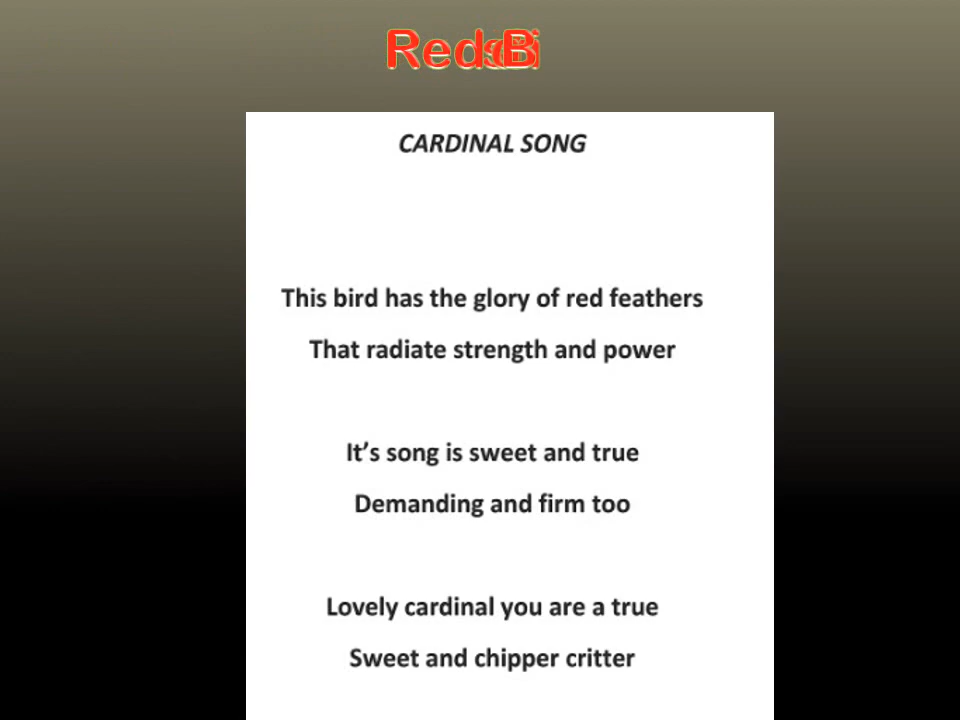 Red
CARDINAL SONG
This bird has the glory of red feathers
That radiate strength and power
It's song is sweet and true
Demanding and firm too
Lovely cardinal you are a true
Sweet and chipper critter